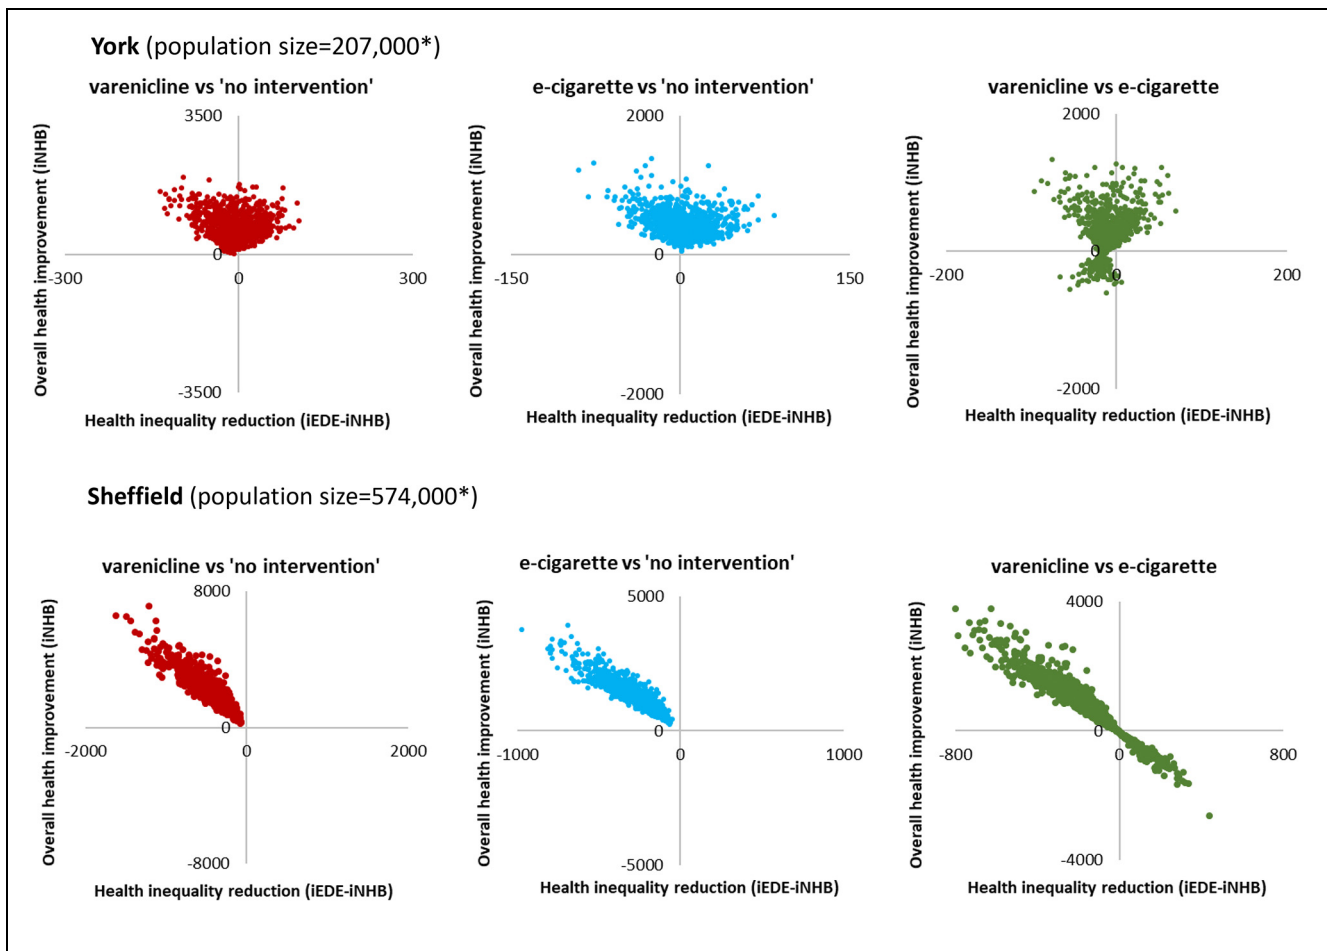 York (population size=207,000*)
varenicline vs 'no intervention'
3500
Overall health improvement (iNHB)
0
-300
0
300
-3500
Health inequality reduction (iEDE-iNHB)
e-cigarette vs 'no intervention'
2000
Overall health improvement (iNHB)
0
-150
0
150
-2000
Health inequality reduction (iEDE-iNHB)
varenicline vs e-cigarette
2000
Overall health improvement (iNHB)
0
-200
0
200
-2000
Health inequality reduction (iEDE-iNHB)
Sheffield (population size=574,000*)
varenicline vs 'no intervention'
8000
Overall health improvement (iNHB)
0
-2000
0
2000
-8000
Health inequality reduction (iEDE-iNHB)
e-cigarette vs 'no intervention'
5000
Overall health improvement (iNHB)
0
-1000
0
1000
-5000
Health inequality reduction (iEDE-iNHB)
varenicline vs e-cigarette
4000
Overall health improvement (iNHB)
0
-800
0
800
-4000
Health inequality reduction (iEDE-iNHB)